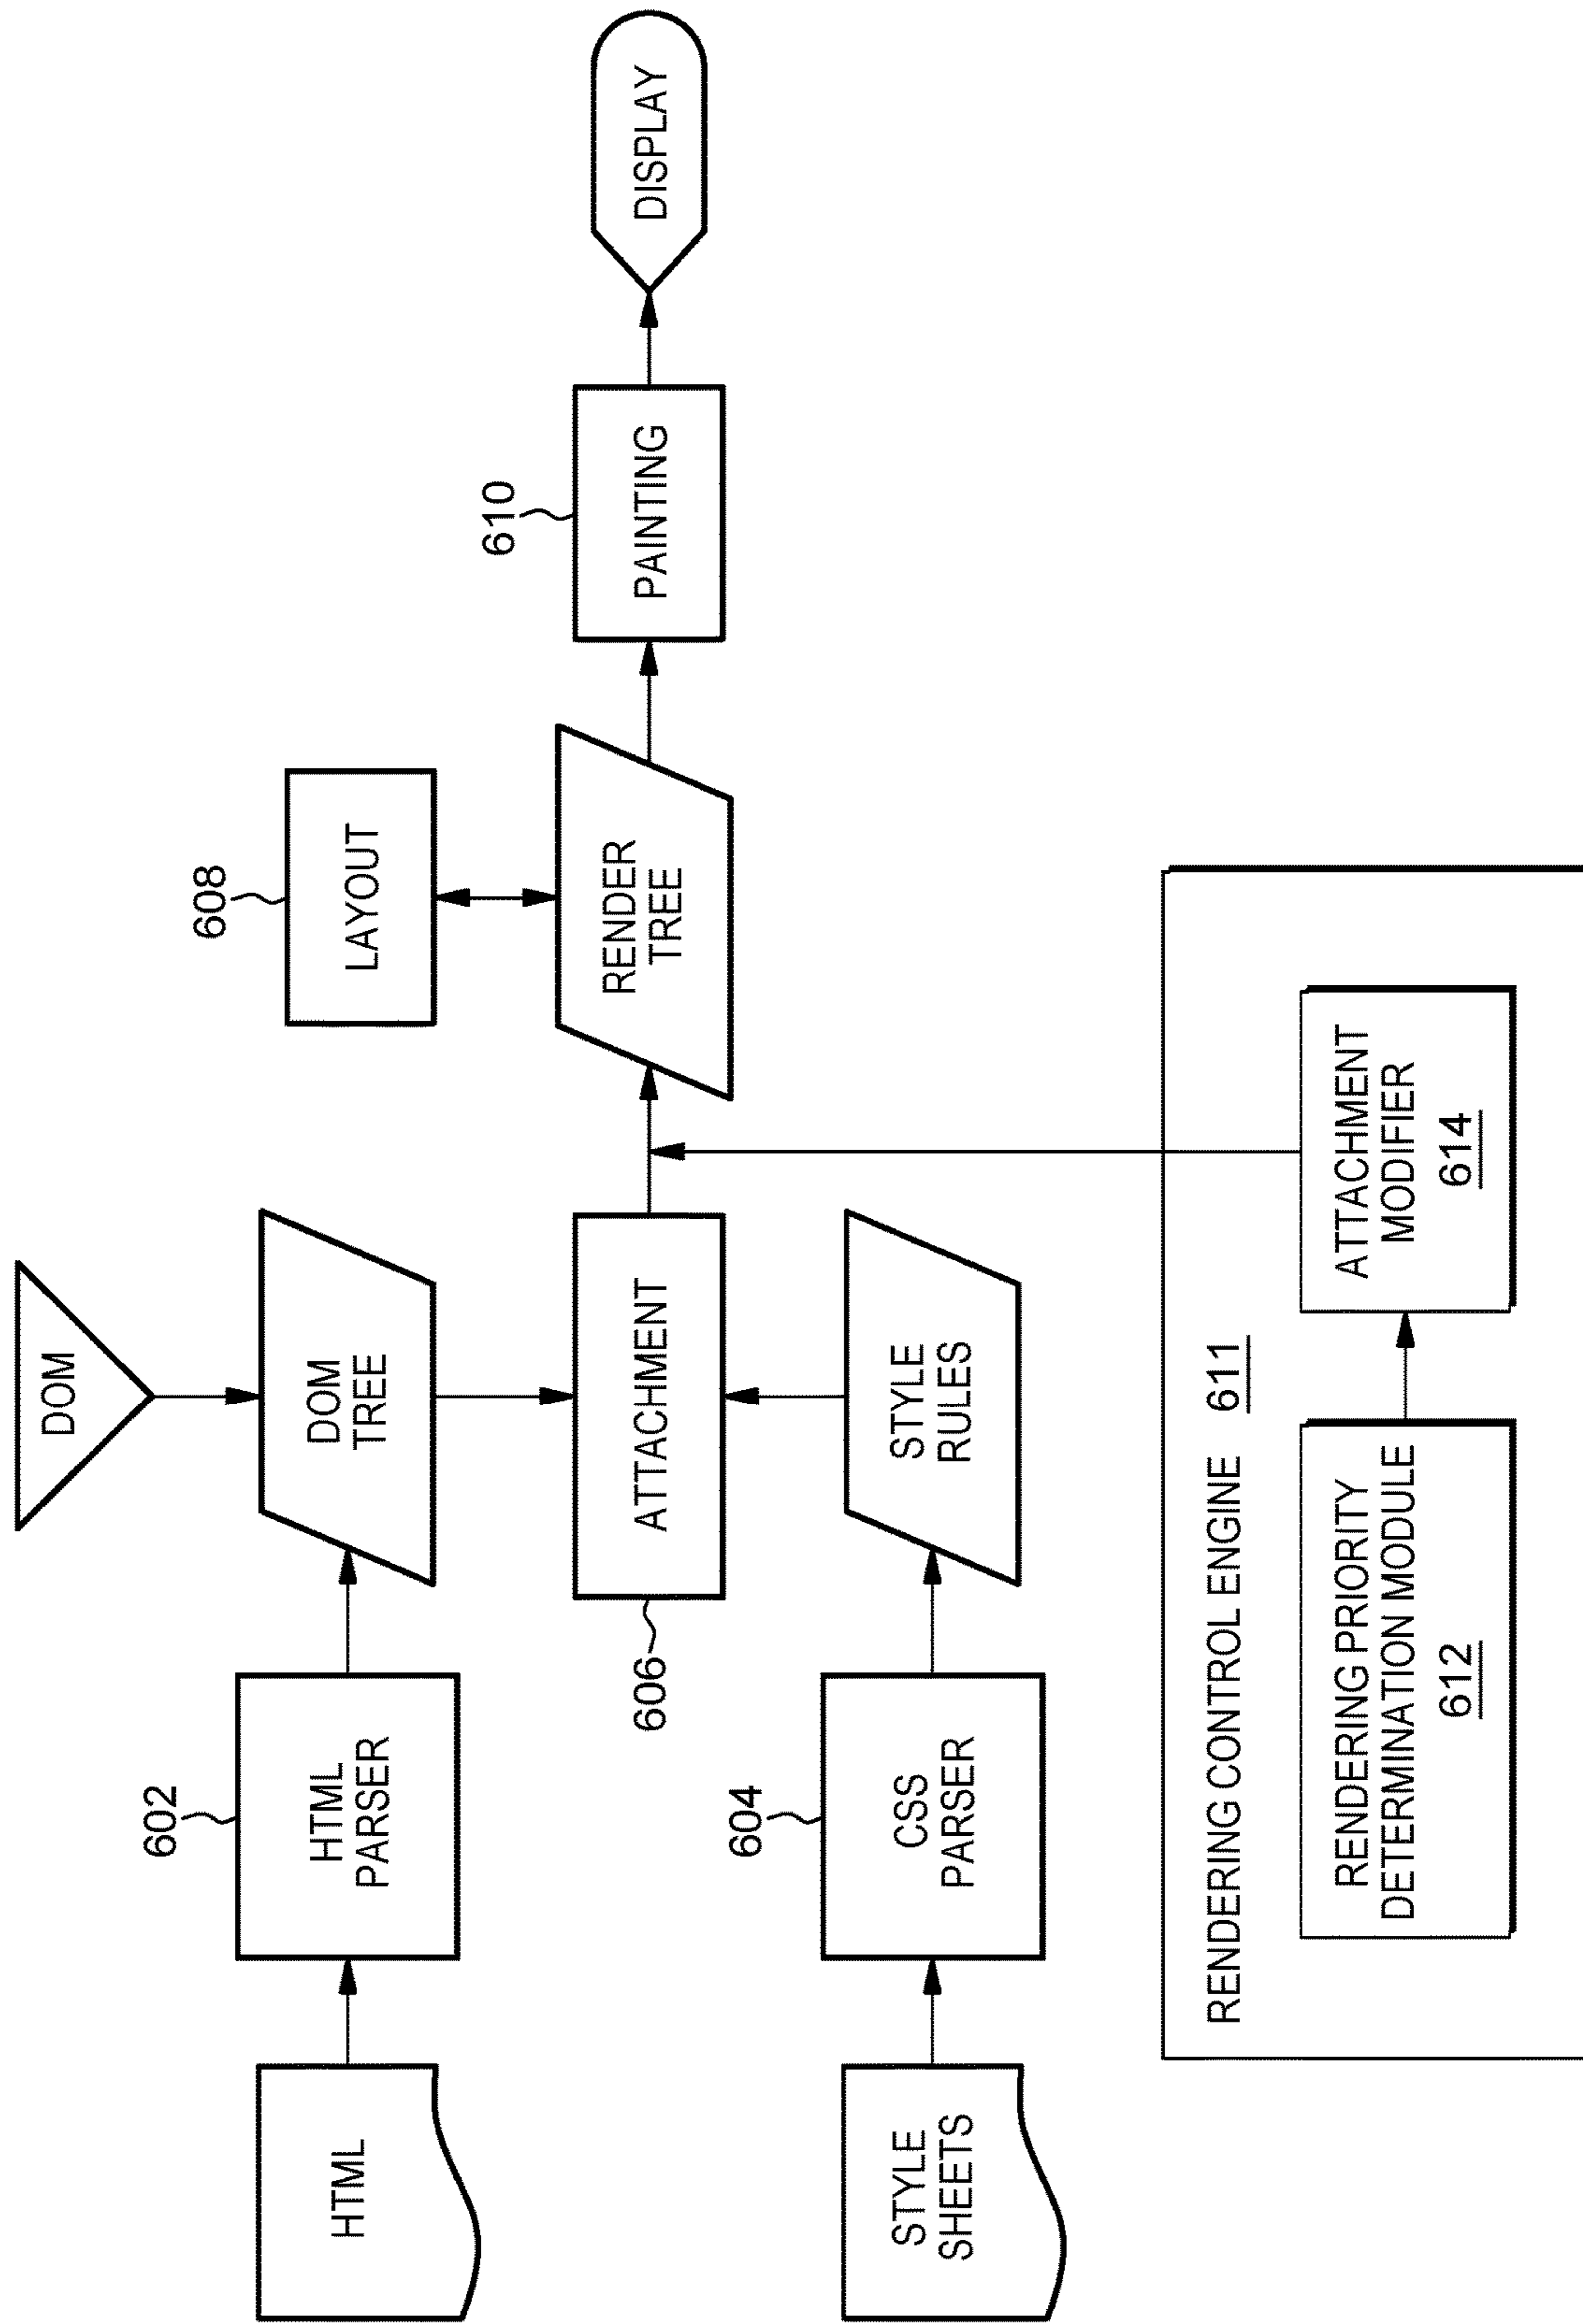 DOM
602
608
HTML
HTML
PARSER
DOM
TREE
LAYOUT
610
606
ATTACHMENT
RENDER
TREE
PAINTING
DISPLAY
604
STYLE
SHEETS
CSS
PARSER
STYLE
RULES
RENDERING CONTROL ENGINE 611
RENDERING PRIORITY
DETERMINATION MODULE
612
ATTACHMENT
MODIFIER
614